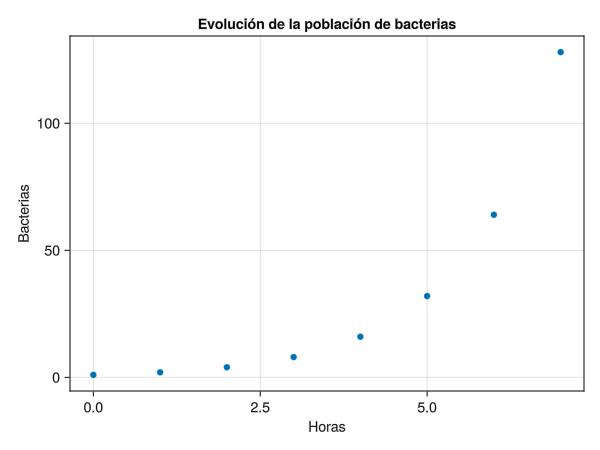 Evolución de la población de bacterias
Bacterias
100
50
0
0.0
2.5
5.0
Horas